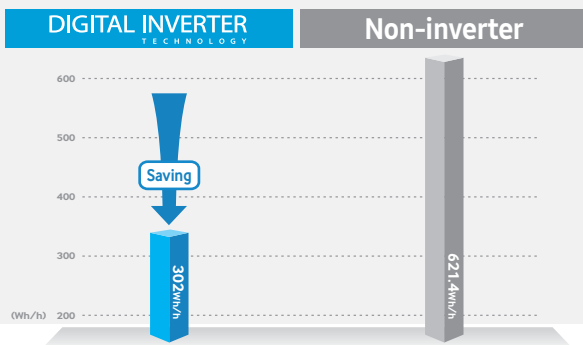 DIGITAL INVERTER
TECHNOLOGY
Non-inverter
600
500
400
300
(Wh/h) 200
Saving
302Wh/h
621.4Wh/h